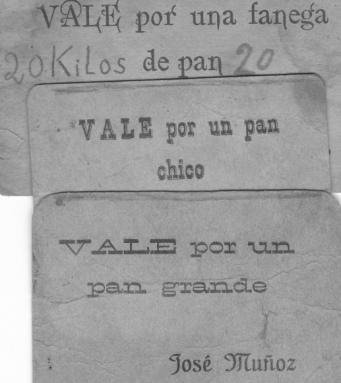 VALE por una fanega
20 Kilos de pan 20
VALE por un pan
chico
VALE por un
pan grande
José Muñoz